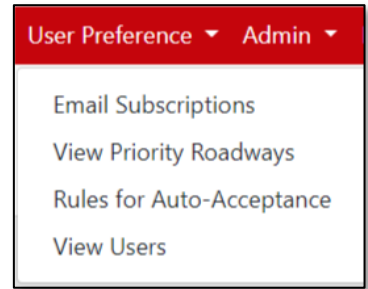 User Preference Admin
Email Subscriptions
View Priority Roadways
Rules for Auto-Acceptance
View Users